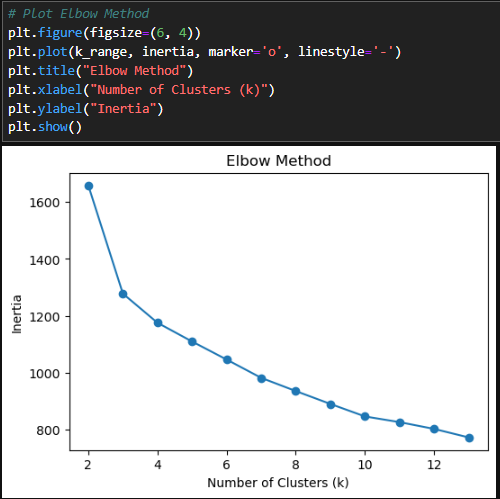 # Plot Elbow Method
plt.figure(figsize=(6, 4))
plt.plot(k_range, inertia, marker='o', linestyle='-')
plt.title("Elbow Method")
plt.xlabel("Number of Clusters (k)")
plt.ylabel("Inertia")
plt.show()
Elbow Method
1600
1400
1200
1000
800
Inertia
2 4 6 8 10 12
Number of Clusters (k)